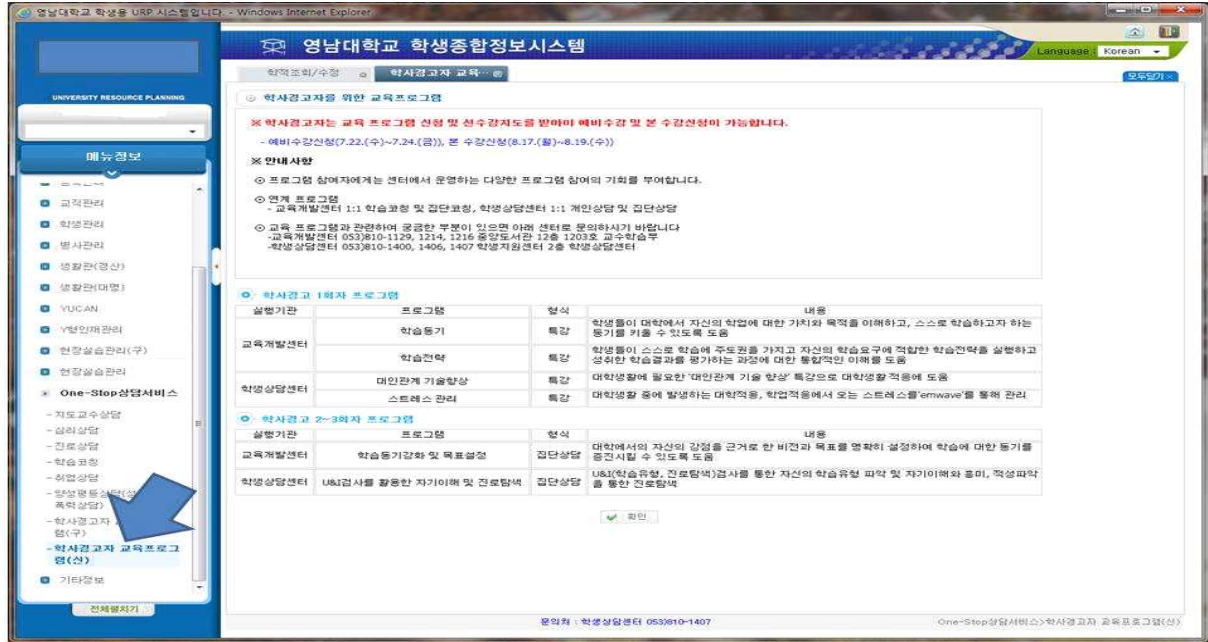 영남대학교 학생용 URP 시스템입니다. - Windows Internet Explorer
영남대학교 학생종합정보시스템
Language : Korean
학적조회/수정
학사경고자 교육…
모두닫기 ×
UNIVERSITY RESOURCE PLANNING
메뉴정보
교직관리
학생관리
병사관리
생활관(경산)
생활관(대명)
YUCAN
Y형인재관리
현장실습관리(구)
현장실습관리
One-Stop상담서비스
-지도교수상담
-심리상담
-진로상담
-학습코칭
-취업상담
-양성평등상담(성
폭력상담)
-학사경고자
램(구)
-학사경고자 교육프로그
램(신)
기타정보
전체펼치기
학사경고자를 위한 교육프로그램
※ 학사경고자는 교육 프로그램 신청 및 선수강지도를 받아야 예비수강 및 본 수강신청이 가능합니다.
- 예비수강신청(7.22.(수)~7.24.(금)), 본 수강신청(8.17.(월)~8.19.(수))
※ 안내사항
⊙ 프로그램 참여자에게는 센터에서 운영하는 다양한 프로그램 참여의 기회를 부여합니다.
⊙ 연계 프로그램
- 교육개발센터 1:1 학습코칭 및 집단코칭, 학생상담센터 1:1 개인상담 및 집단상담
⊙ 교육 프로그램과 관련하여 궁금한 부분이 있으면 아래 센터로 문의하시기 바랍니다
-교육개발센터 053)810-1129, 1214, 1216 중앙도서관 12층 1203호 교수학습부
-학생상담센터 053)810-1400, 1406, 1407 학생지원센터 2층 학생상담센터
학사경고 1회자 프로그램
실행기관 프로그램 형식 내용
교육개발센터 학습동기 특강 학생들이 대학에서 자신의 학업에 대한 가치와 목적을 이해하고, 스스로 학습하고자 하는
동기를 키울 수 있도록 도움
학습전략 특강 학생들이 스스로 학습에 주도권을 가지고 자신의 학습요구에 적합한 학습전략을 실행하고
성취한 학습결과를 평가하는 과정에 대한 통합적인 이해를 도움
학생상담센터 대인관계 기술향상 특강 대학생활에 필요한 '대인관계 기술 향상' 특강으로 대학생활 적응에 도움
스트레스 관리 특강 대학생활 중에 발생하는 대학적응, 학업적응에서 오는 스트레스를'emwave'를 통해 관리
학사경고 2~3회자 프로그램
실행기관 프로그램 형식 내용
교육개발센터 학습동기강화 및 목표설정 집단상담 대학에서의 자신의 강점을 근거로 한 비전과 목표를 명확히 설정하여 학습에 대한 동기를
증진시킬 수 있도록 도움
학생상담센터 U&I검사를 활용한 자기이해 및 진로탐색 집단상담 U&I(학습유형, 진로탐색)검사를 통한 자신의 학습유형 파악 및 자기이해와 흥미, 적성파악
을 통한 진로탐색
확인
문의처 : 학생상담센터 053)810-1407
One-Stop상담서비스>학사경고자 교육프로그램(신)